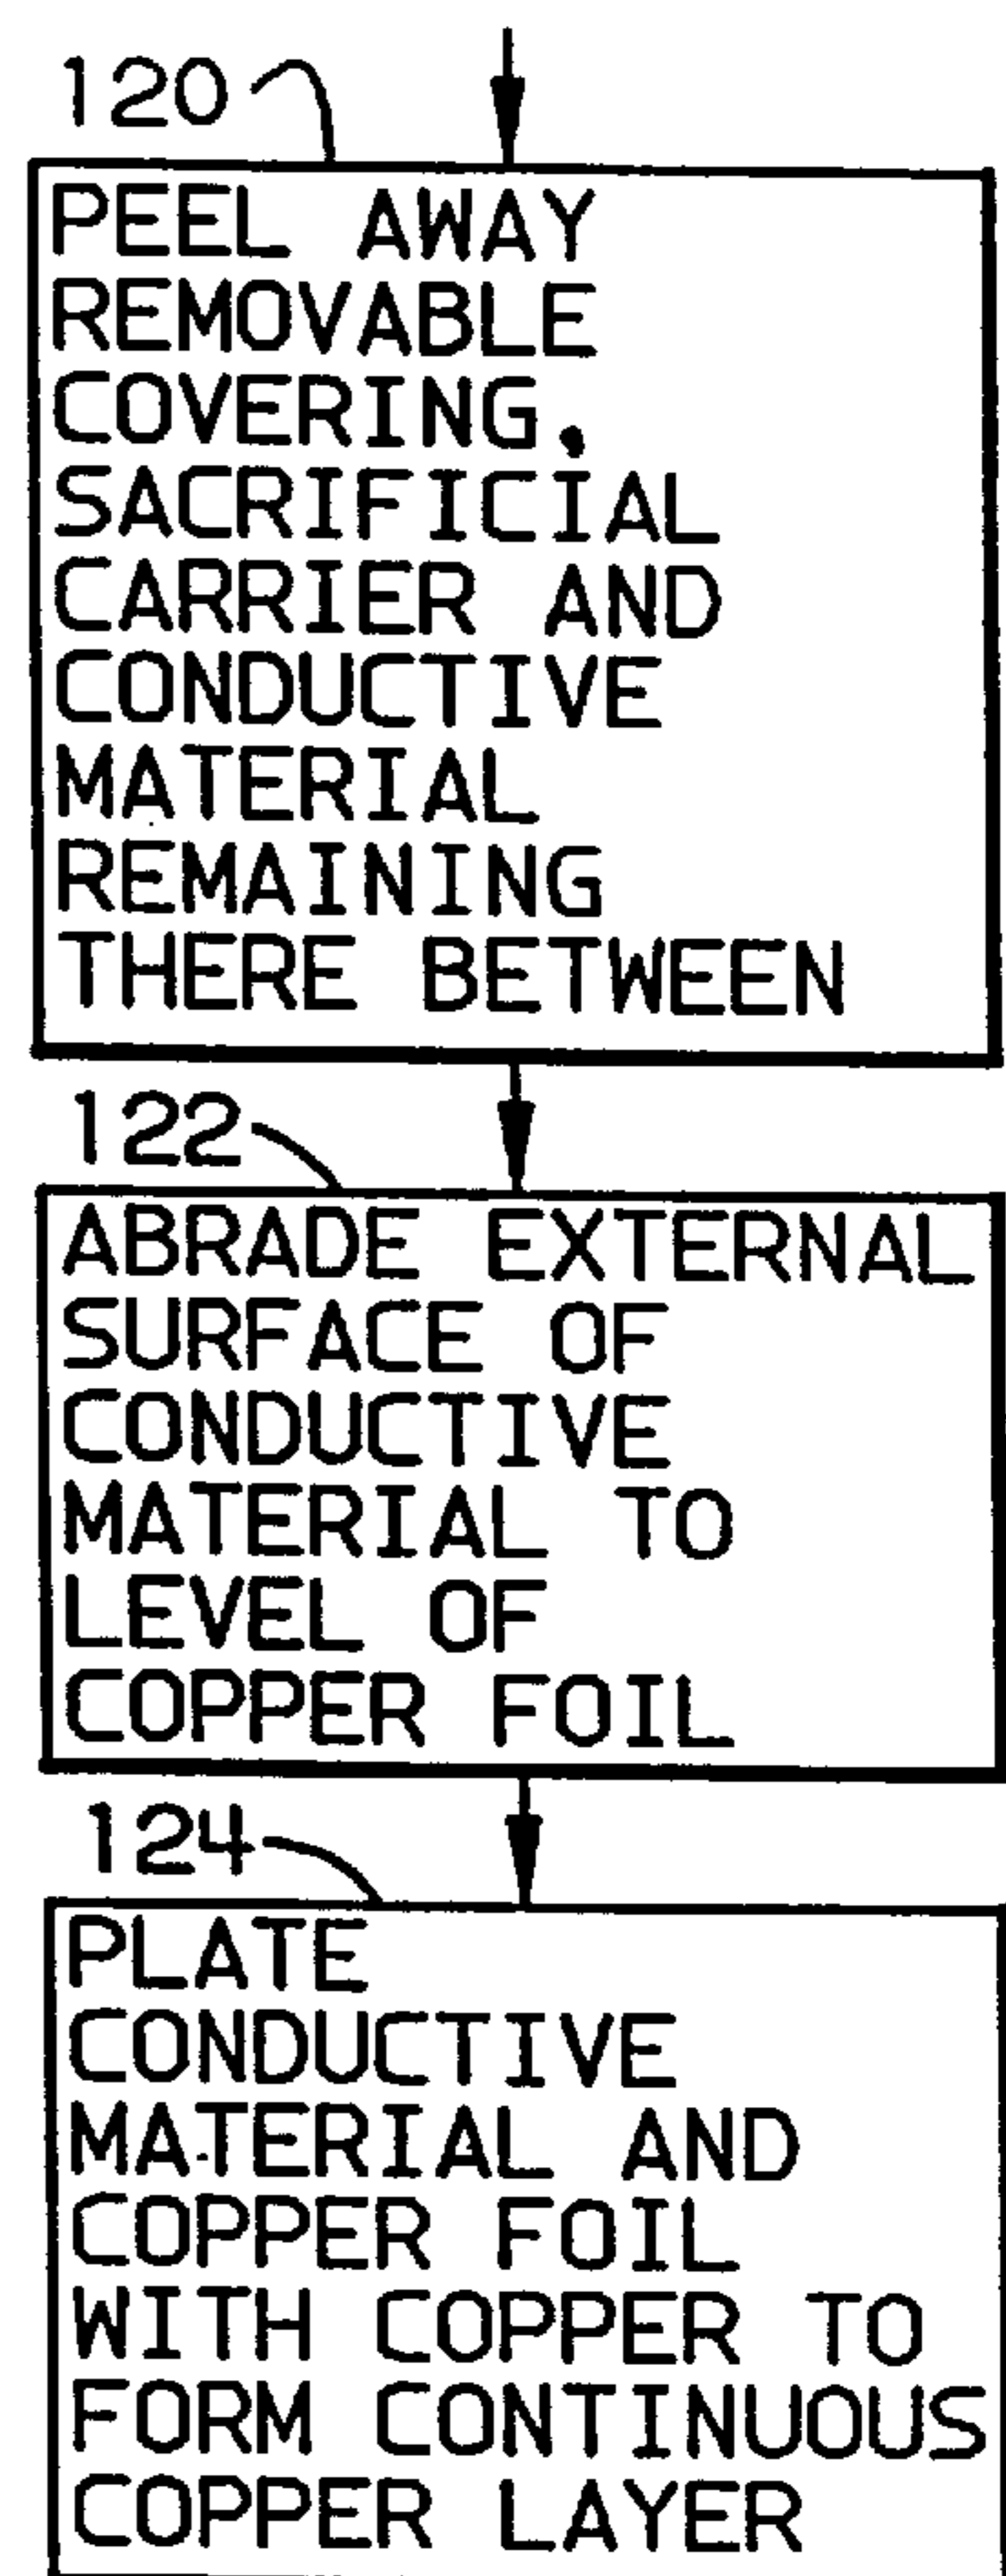 120
PEEL AWAY
REMOVABLE
COVERING.
SACRIFICIAL
CARRIER AND
CONDUCTIVE
MATERIAL
REMAINING
THERE BETWEEN
122
ABRADE EXTERNAL
SURFACE OF
CONDUCTIVE
MATERIAL TO
LEVEL OF
COPPER FOIL
124
PLATE
CONDUCTIVE
MATERIAL AND
COPPER FOIL
WITH COPPER TO
FORM CONTINUOUS
COPPER LAYER